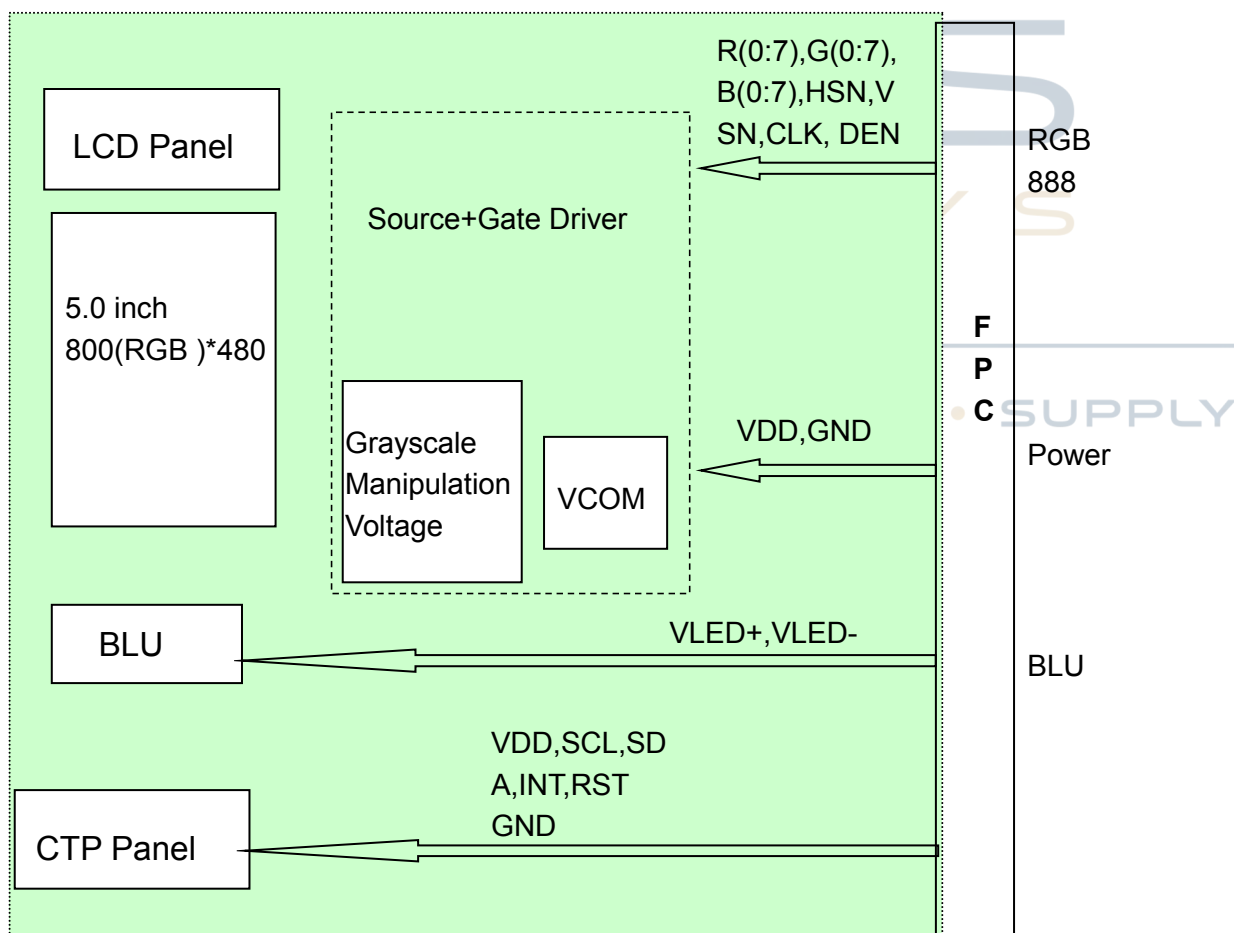 R(0:7),G(0:7),
B(0:7),HSN,V
SN,CLK, DEN
LCD Panel
RGB
888
Source+Gate Driver
5.0 inch
800(RGB )*480
F
P
C
SUPPLY
Grayscale
Manipulation
Voltage
VCOM
VDD,GND
Power
BLU
VLED+,VLED-
BLU
VDD,SCL,SD
A,INT,RST
GND
CTP Panel
S
Y S